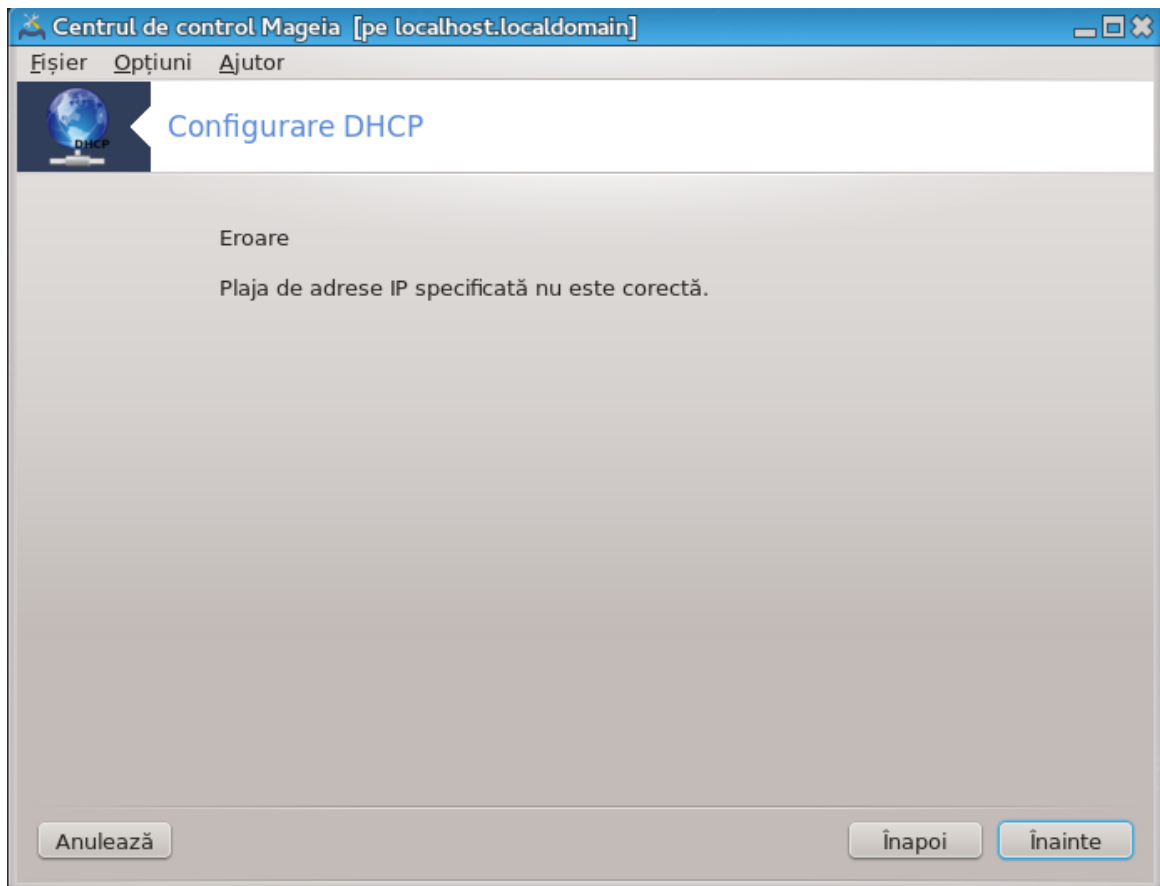 Centrul de control Mageia [pe localhost.localdomain]
Fișier Opțiuni Ajutor
DHCP
Configurare DHCP
Eroare
Plaja de adrese IP specificată nu este corectă.
Anulează Înapoi Înainte